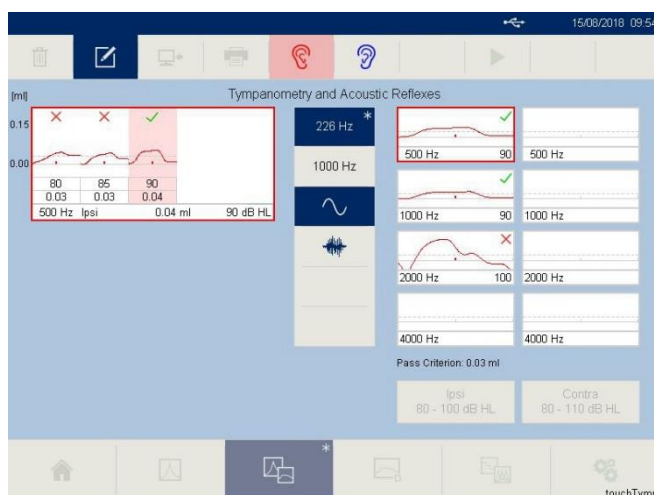 15/08/2018 09:54
Tympanometry and Acoustic Reflexes
[ml]
0.15
0.00
80 85 90
0.03 0.03 0.04
500 Hz Ipsi 0.04 ml 90 dB HL
226 Hz *
1000 Hz
500 Hz 90 500 Hz
1000 Hz 90 1000 Hz
2000 Hz 100 2000 Hz
4000 Hz 4000 Hz
Pass Criterion: 0.03 ml
Ipsi
80 - 100 dB HL
Contra
80 - 110 dB HL
*
touchTymp